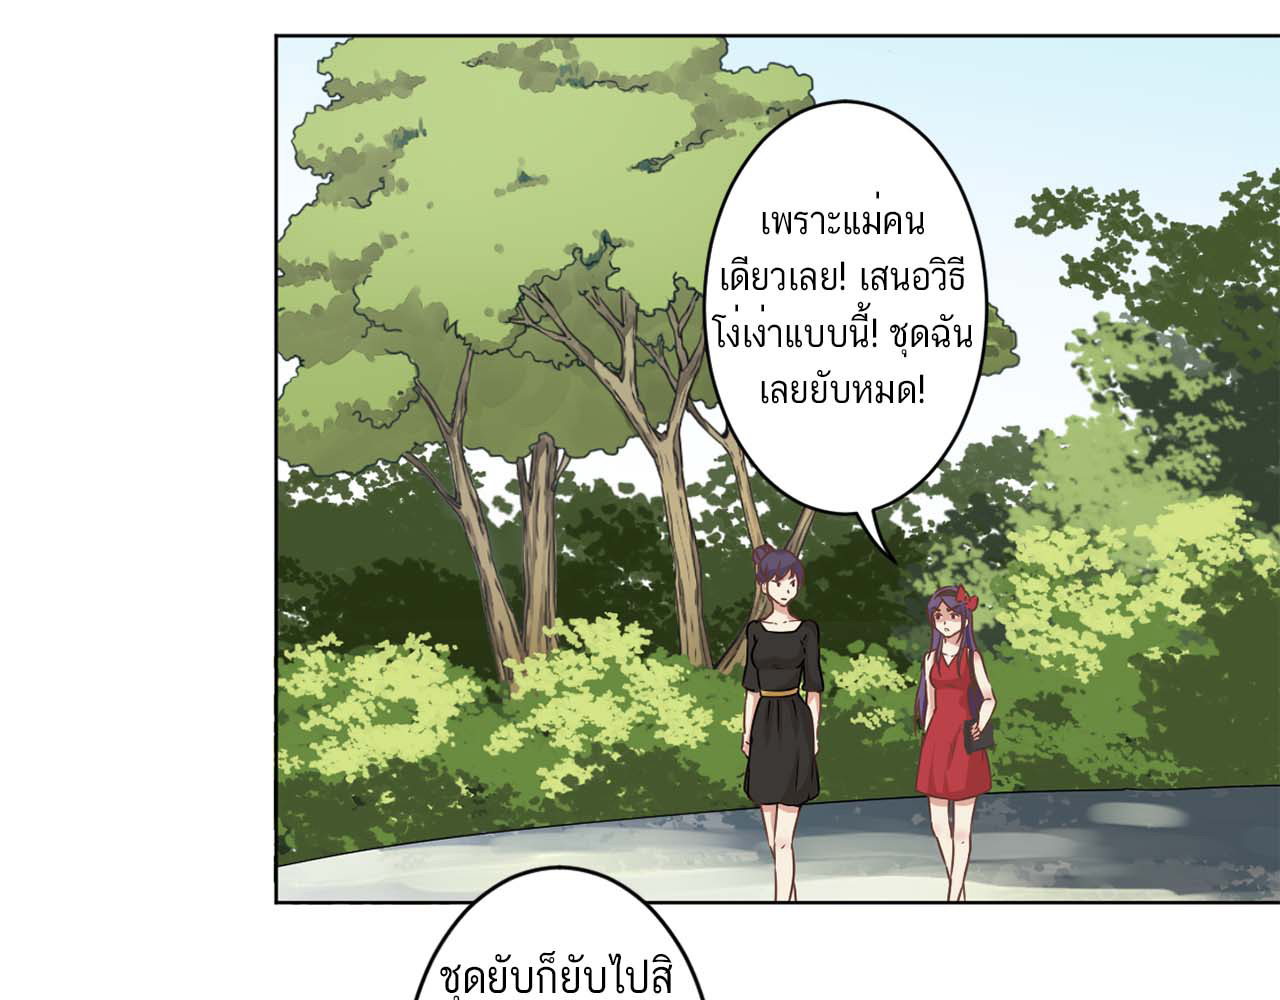 เพราะแม่คน
เดียวเลย! เสนอวิธี
โง่เง่าแบบนี้! ชุดฉัน
เลยยับหมด!
ชุดยับก็ยับไปสิ